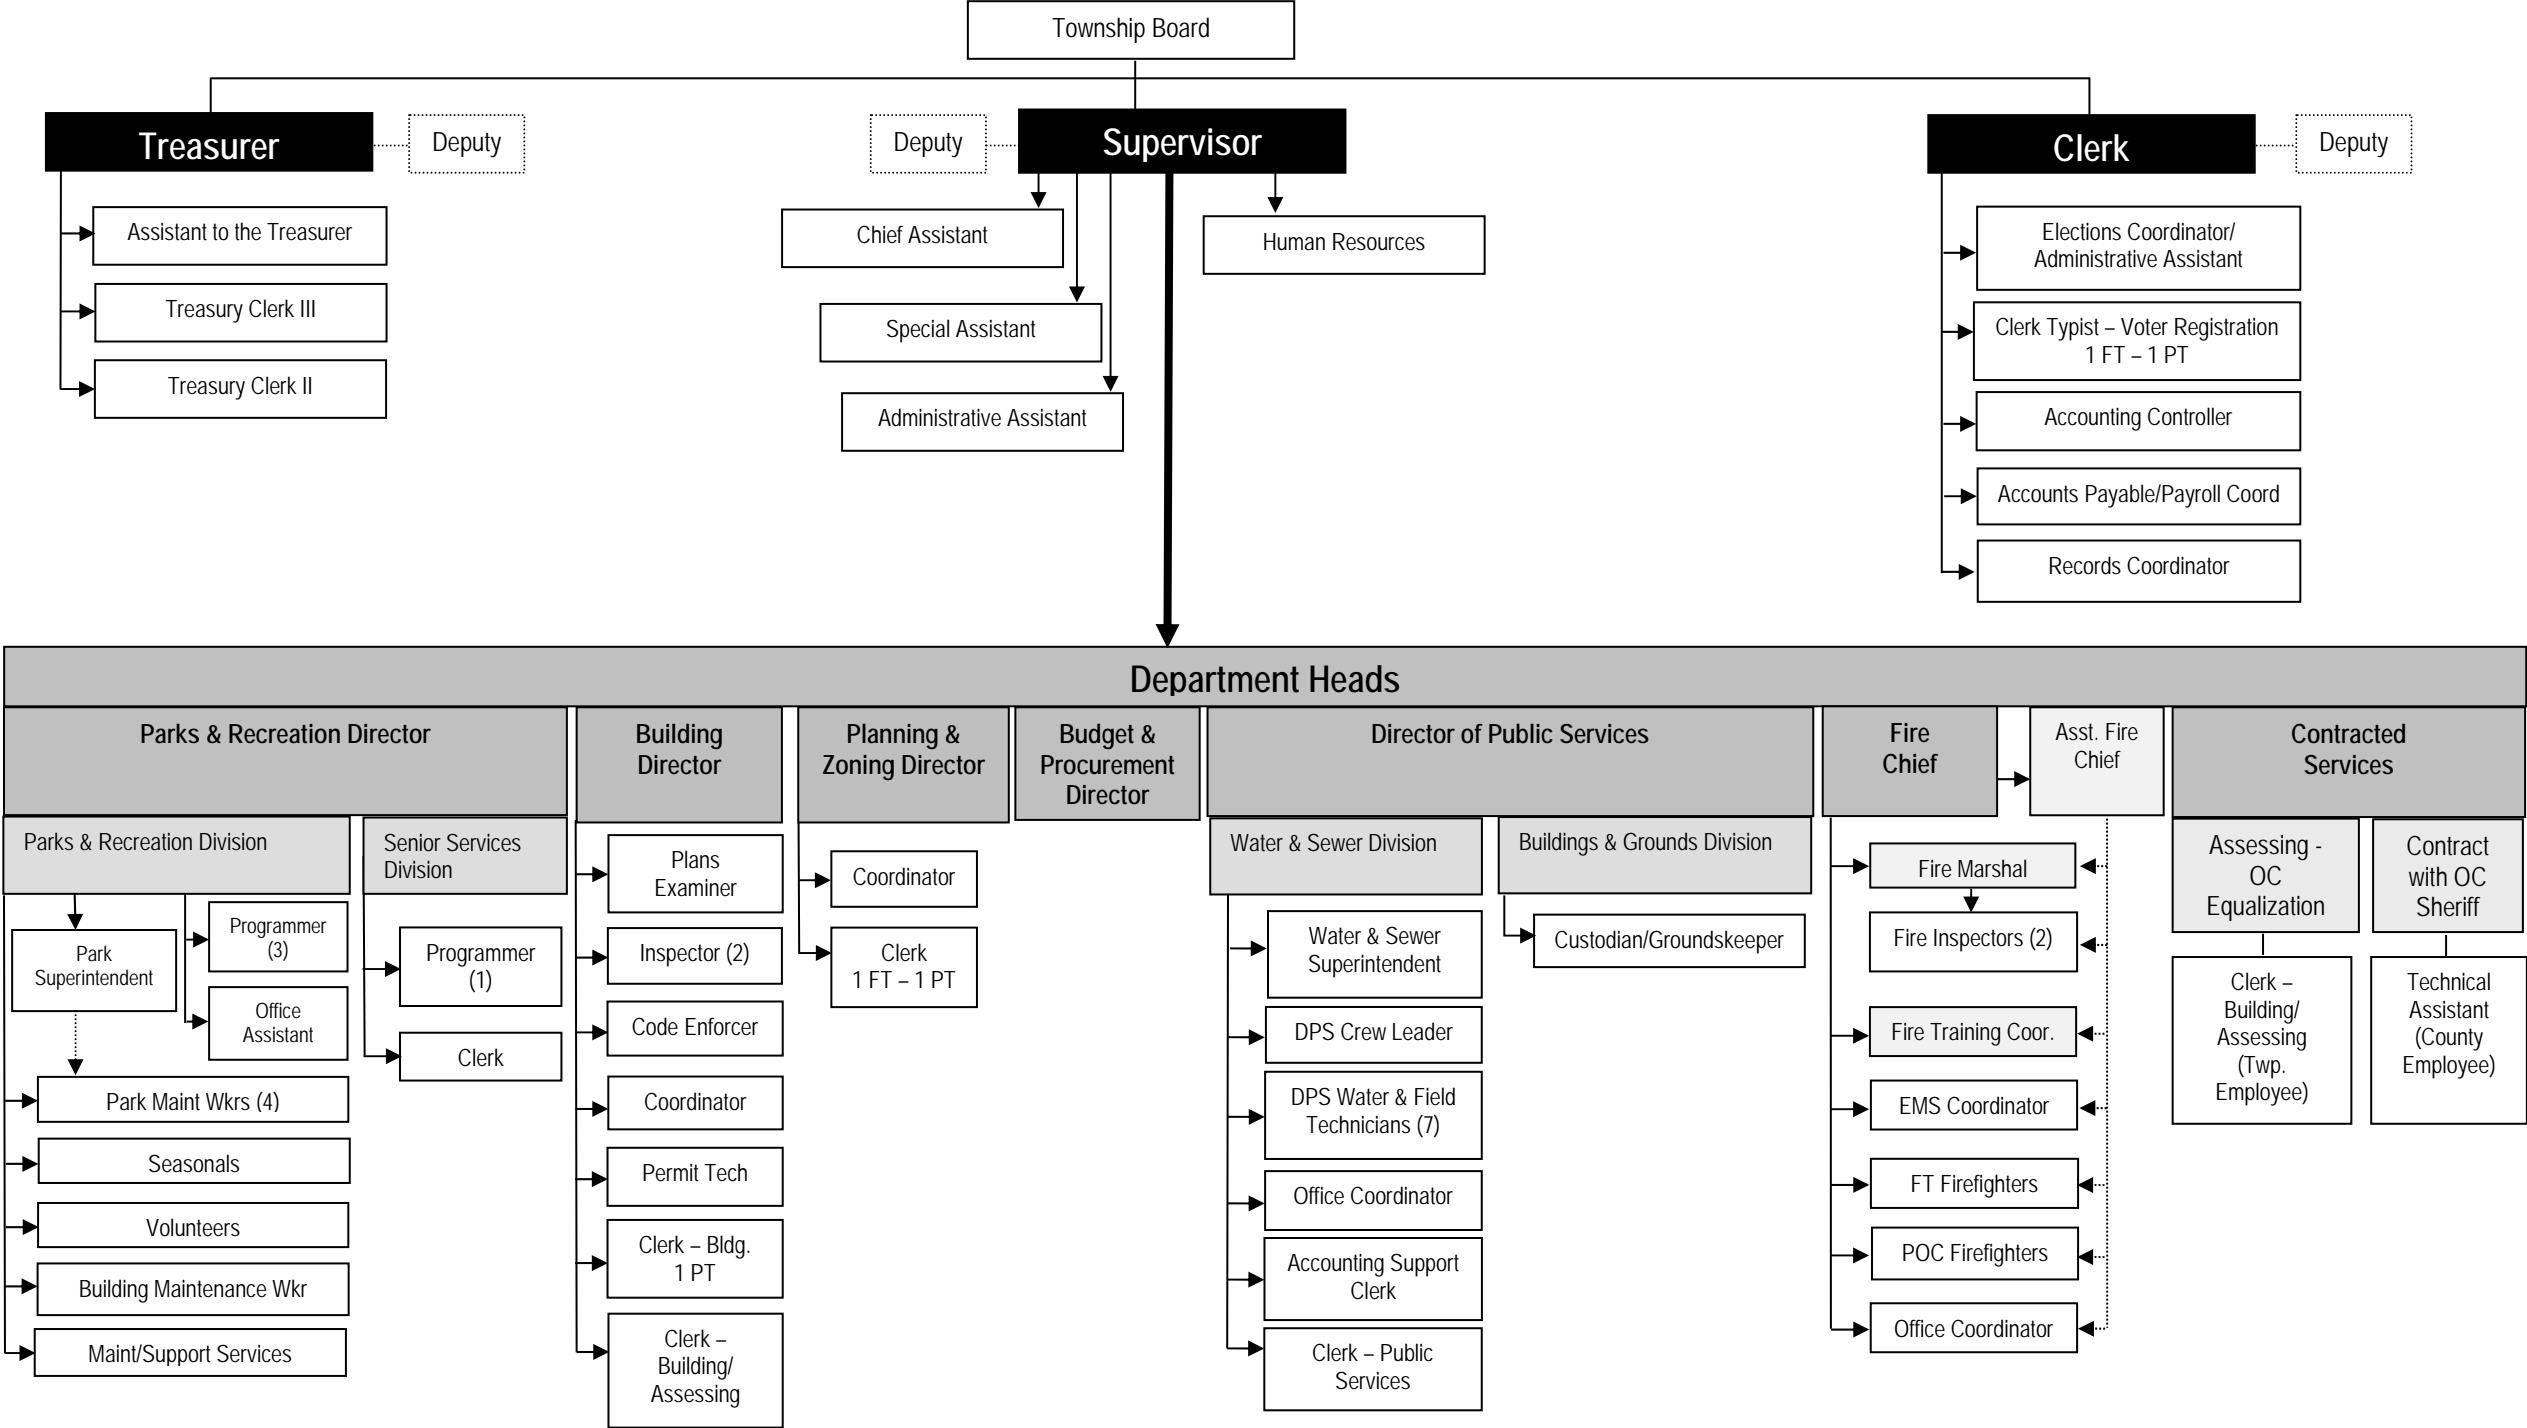 Township Board
Treasurer
Deputy
Deputy
Supervisor
Clerk
Deputy
Assistant to the Treasurer
Treasury Clerk III
Treasury Clerk II
Chief Assistant
Special Assistant
Administrative Assistant
Human Resources
Elections Coordinator/
Administrative Assistant
Clerk Typist – Voter Registration
1 FT – 1 PT
Accounting Controller
Accounts Payable/Payroll Coord
Records Coordinator
Department Heads
Parks & Recreation Director
Parks & Recreation Division
Park
Superintendent
Programmer
(3)
Office
Assistant
Park Maint Wkrs (4)
Seasonals
Volunteers
Building Maintenance Wkr
Maint/Support Services
Senior Services
Division
Programmer
(1)
Clerk
Building
Director
Plans
Examiner
Inspector (2)
Code Enforcer
Coordinator
Permit Tech
Clerk – Bldg.
1 PT
Clerk –
Building/
Assessing
Planning &
Zoning Director
Coordinator
Clerk
1 FT – 1 PT
Budget &
Procurement
Director
Director of Public Services
Water & Sewer Division
Water & Sewer
Superintendent
DPS Crew Leader
DPS Water & Field
Technicians (7)
Office Coordinator
Accounting Support
Clerk
Clerk – Public
Services
Buildings & Grounds Division
Custodian/Groundskeeper
Fire
Chief
Asst. Fire
Chief
Fire Marshal
Fire Inspectors (2)
Fire Training Coor.
EMS Coordinator
FT Firefighters
POC Firefighters
Office Coordinator
Contracted
Services
Assessing -
OC
Equalization
Clerk –
Building/
Assessing
(Twp.
Employee)
Contract
with OC
Sheriff
Technical
Assistant
(County
Employee)